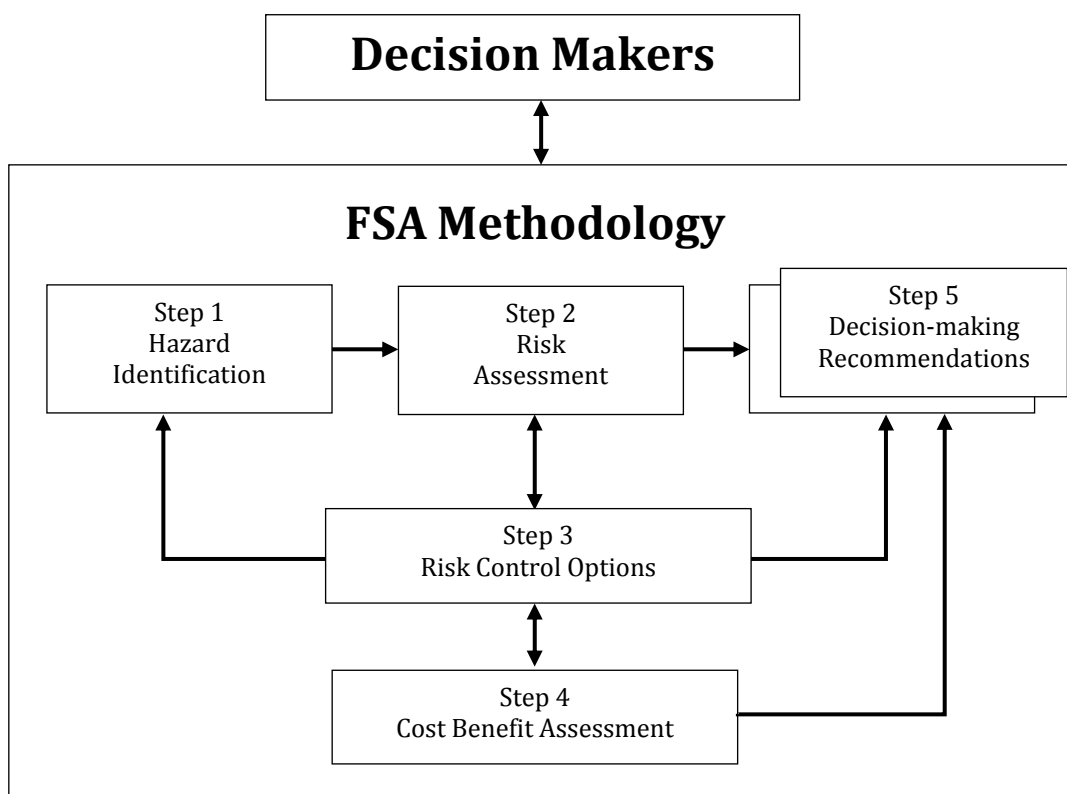 Decision Makers
FSA Methodology
Step 1
Hazard
Identification
Step 2
Risk
Assessment
Step 5
Decision-making
Recommendations
Step 3
Risk Control Options
Step 4
Cost Benefit Assessment